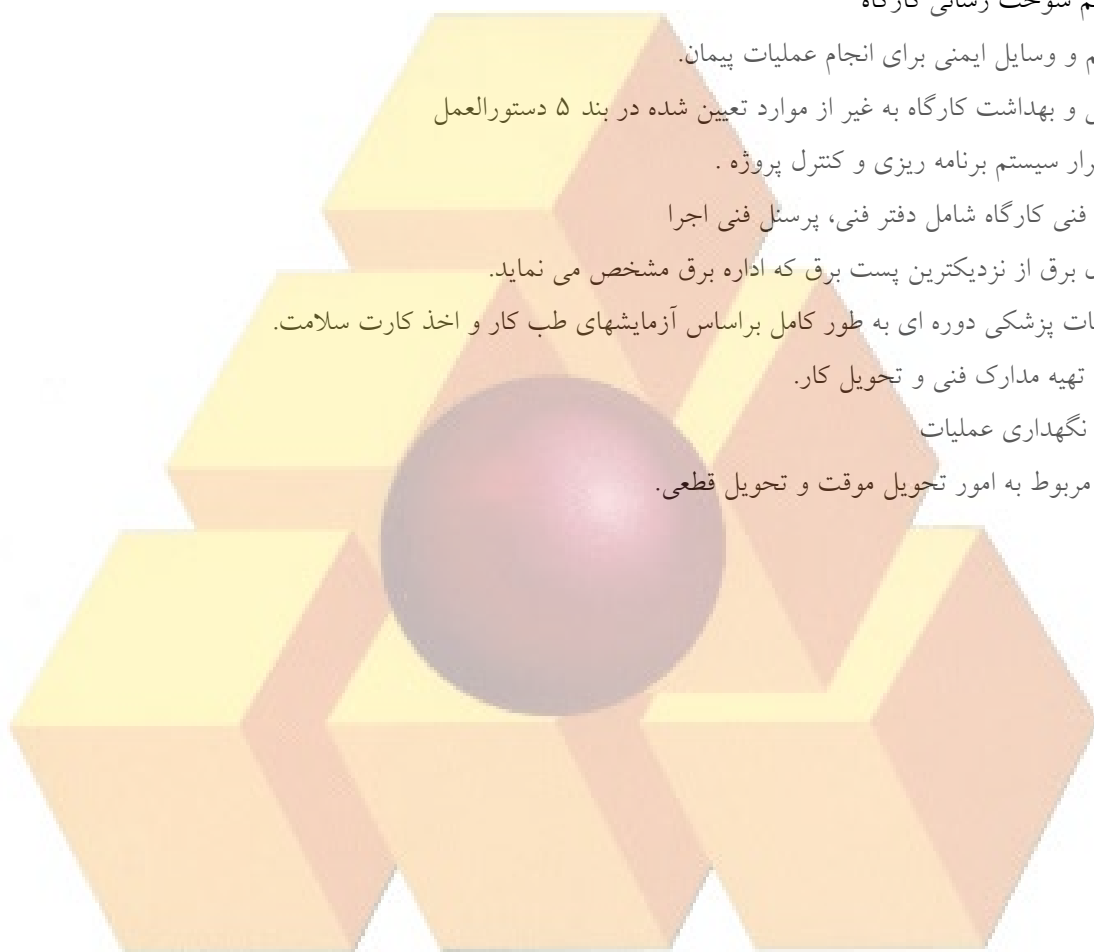 سوخت رسانی کارگاه
و وسایل ایمنی برای انجام عملیات پیمان.
و بهداشت کارگاه به غیر از موارد تعیین شده در بند ۵ دستورالعمل
سیستم برنامه ریزی و کنترل پروژه .
فنی کارگاه شامل دفتر فنی، پرسنل فنی اجرا
برق از نزدیکترین پست برق که اداره برق مشخص می نماید.
پزشکی دوره ای به طور کامل براساس آزمایشهای طب کار و اخذ کارت سلامت.
تهیه مدارک فنی و تحویل کار.
نگهداری عملیات
مربوط به امور تحویل موقت و تحویل قطعی.